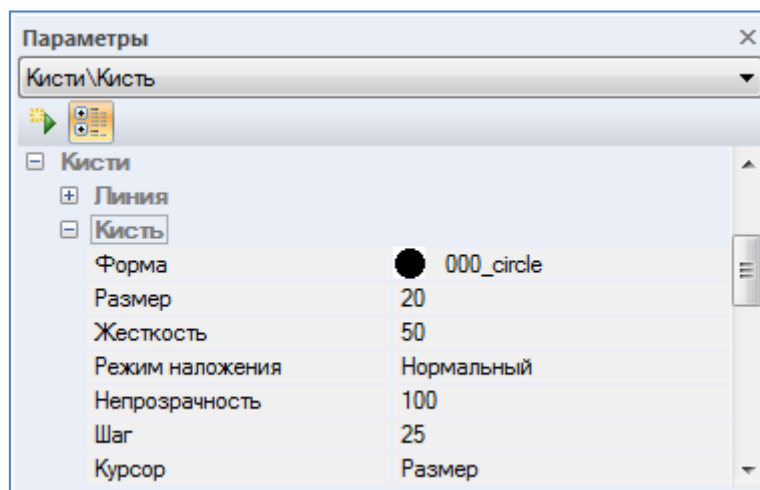 Параметры
Кисти\Кисть
Кисти
Линия
Кисть
Форма 000_circle
Размер 20
Жесткость 50
Режим наложения Нормальный
Непрозрачность 100
Шаг 25
Курсор Размер